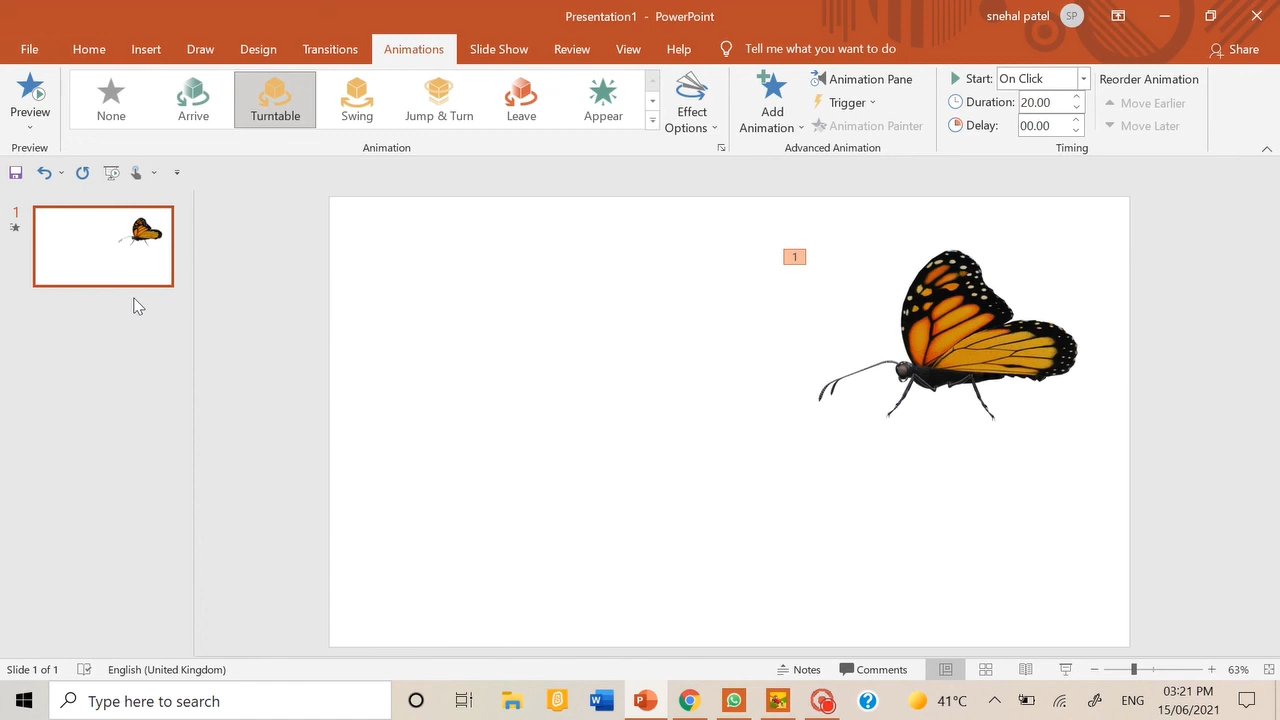 Presentation1 - PowerPoint
snehal patel SP
File Home Insert Draw Design Transitions Animations Slide Show Review View Help Tell me what you want to do Share
Preview
None Arrive Turntable Swing Jump & Turn Leave Appear
Effect Options
Add Animation
Animation Pane
Trigger
Animation Painter
Start: On Click
Duration: 20.00
Delay: 00.00
Reorder Animation
Move Earlier
Move Later
Preview Animation Advanced Animation Timing
1
1
Slide 1 of 1 English (United Kingdom) Notes Comments 63%
Type here to search
41°C ENG
03:21 PM
15/06/2021